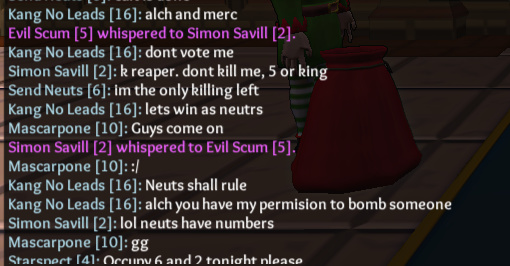 Kang No Leads [16]: alch and merc
Evil Scum [5] whispered to Simon Savill [2].
Kang No Leads [16]: dont vote me
Simon Savill [2]: k reaper. dont kill me, 5 or king
Send Neuts [6]: im the only killing left
Kang No Leads [16]: lets win as neutrs
Mascarpone [10]: Guys come on
Simon Savill [2] whispered to Evil Scum [5].
Mascarpone [10]: :/
Kang No Leads [16]: Neuts shall rule
Kang No Leads [16]: alch you have my permision to bomb someone
Simon Savill [2]: lol neuts have numbers
Mascarpone [10]: gg
Starspect [4]: Occupy 6 and 2 tonight please